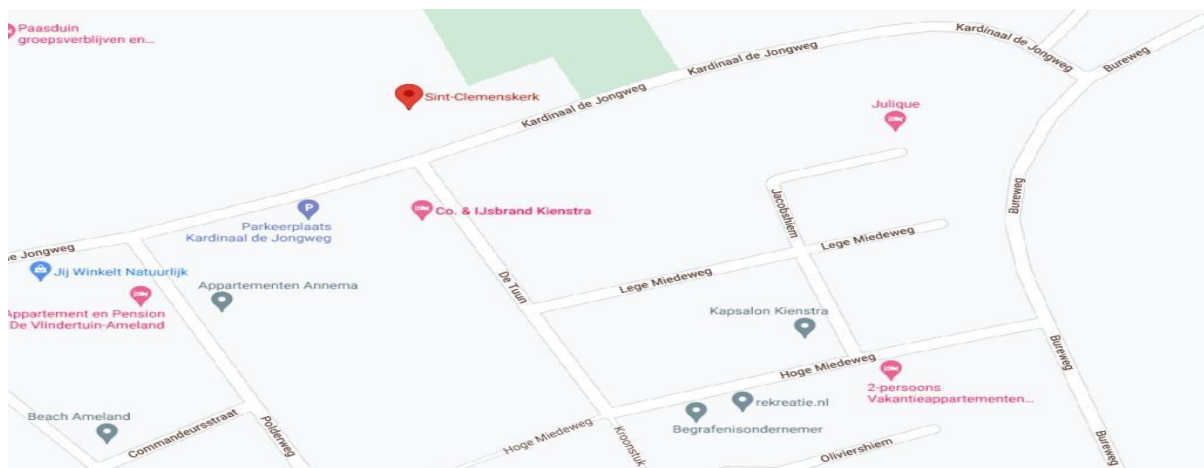 Paasduin
groepsverblijven en...
Kardinaal de Jongweg
Kardinaal de Jongweg
Bureweg
Sint-Clemenskerk
Kardinaal de Jongweg
Julique
Co. & IJsbrand Kienstra
Parkeerplaats
Kardinaal de Jongweg
Jacobshiem
Bureweg
Lege Miedeweg
de Jongweg
Jij Winkelt Natuurlijk
Appartementen Annema
De Tuun
Lege Miedeweg
Appartement en Pension
De Vlindertuin-Ameland
Kapsalon Kienstra
Bureweg
Hoge Miedeweg
2-persoons
Vakantieappartementen...
rekreatie.nl
Beach Ameland
Commandeursstraat
Polderweg
Hoge Miedeweg
Kroonstuk
Begrafenisondernemer
Oliviershiem
Bureweg